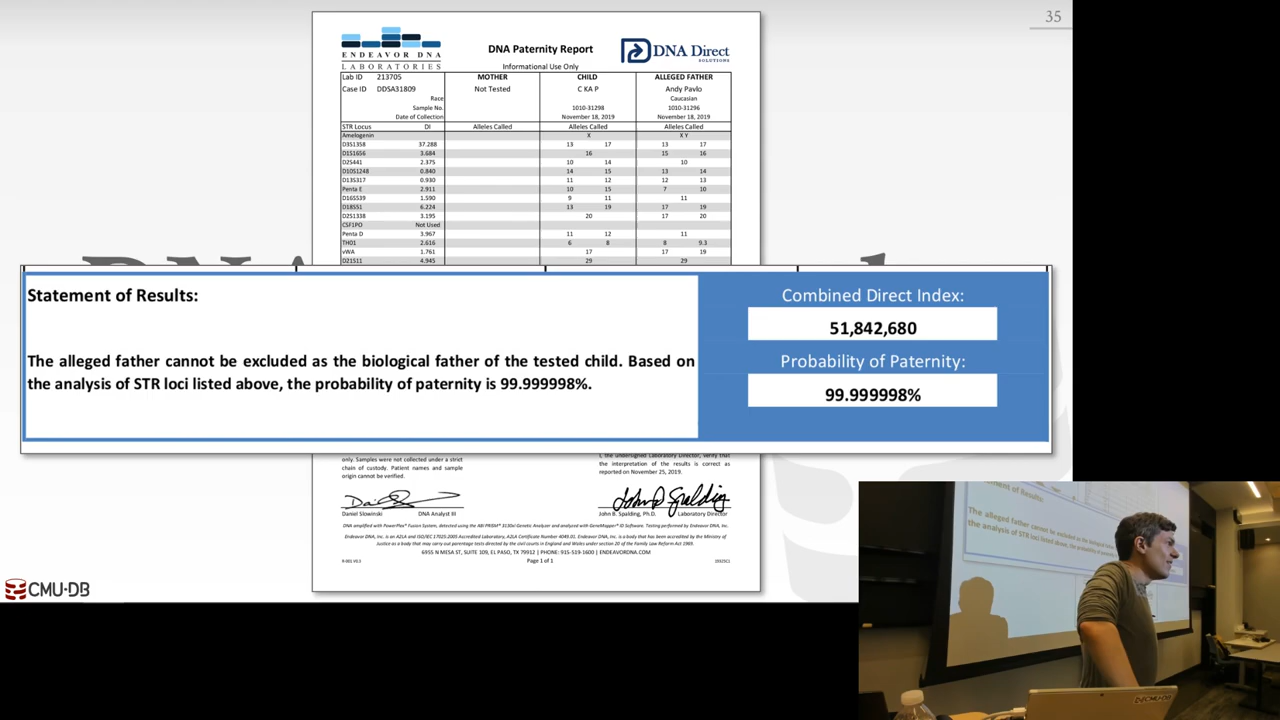 35
ENDEAVOR DNA
LABORATORIES
DNA Paternity Report
Informational Use Only
DNA Direct
SOLUTIONS
Lab ID 213705 MOTHER CHILD ALLEGED FATHER
Case ID DDSA31809 Not Tested C KA P Andy Pavlo
Race Caucasian
Sample No. 1010-31298 1010-31296
Date of Collection November 18, 2019 November 18, 2019
STR Locus DI Alleles Called Alleles Called Alleles Called
Amelogenin X X Y
D3S1358 37.288 13 17 13 17
D1S1656 3.684 16 15 16
D2S441 2.375 10 14 10
D10S1248 0.840 14 15 13 14
D13S317 0.930 11 12 12 13
Penta E 2.911 10 15 7 10
D16S539 1.590 9 11 11
D18S51 6.224 13 19 17 19
D2S1338 3.195 20 17 20
CSF1PO Not Used
Penta D 3.967 11 12 11
TH01 2.616 6 8 8 9.3
vWA 1.761 17 17 19
D21S11 4.945 29 29
Statement of Results:
The alleged father cannot be excluded as the biological father of the tested child. Based on
the analysis of STR loci listed above, the probability of paternity is 99.999998%.
Combined Direct Index:
51,842,680
Probability of Paternity:
99.999998%
only. Samples were not collected under a strict
chain of custody. Patient names and sample
origin cannot be verified.
I, the undersigned Laboratory Director, verify that
the interpretation of the results is correct as
reported on November 25, 2019.
Daniel Slowinski DNA Analyst III
John B. Spalding, Ph.D. Laboratory Director
DNA amplified with PowerPlex® Fusion System, detected using the ABI PRISM® 3130xl Genetic Analyzer and analyzed with GeneMapper® ID Software. Testing performed by Endeavor DNA, Inc.
Endeavor DNA, Inc. is an A2LA and ISO/IEC 17025:2005 Accredited Laboratory, A2LA Certificate Number 4049.01. Endeavor DNA, Inc. is a body that has been accredited by the Ministry of
Justice as a body that may carry out parentage tests directed by the civil courts in England and Wales under section 20 of the Family Law Reform Act 1969.
6955 N MESA ST, SUITE 109, EL PASO, TX 79912 | PHONE: 915-519-1600 | ENDEAVORDNA.COM
Page 1 of 1
CMU·DB